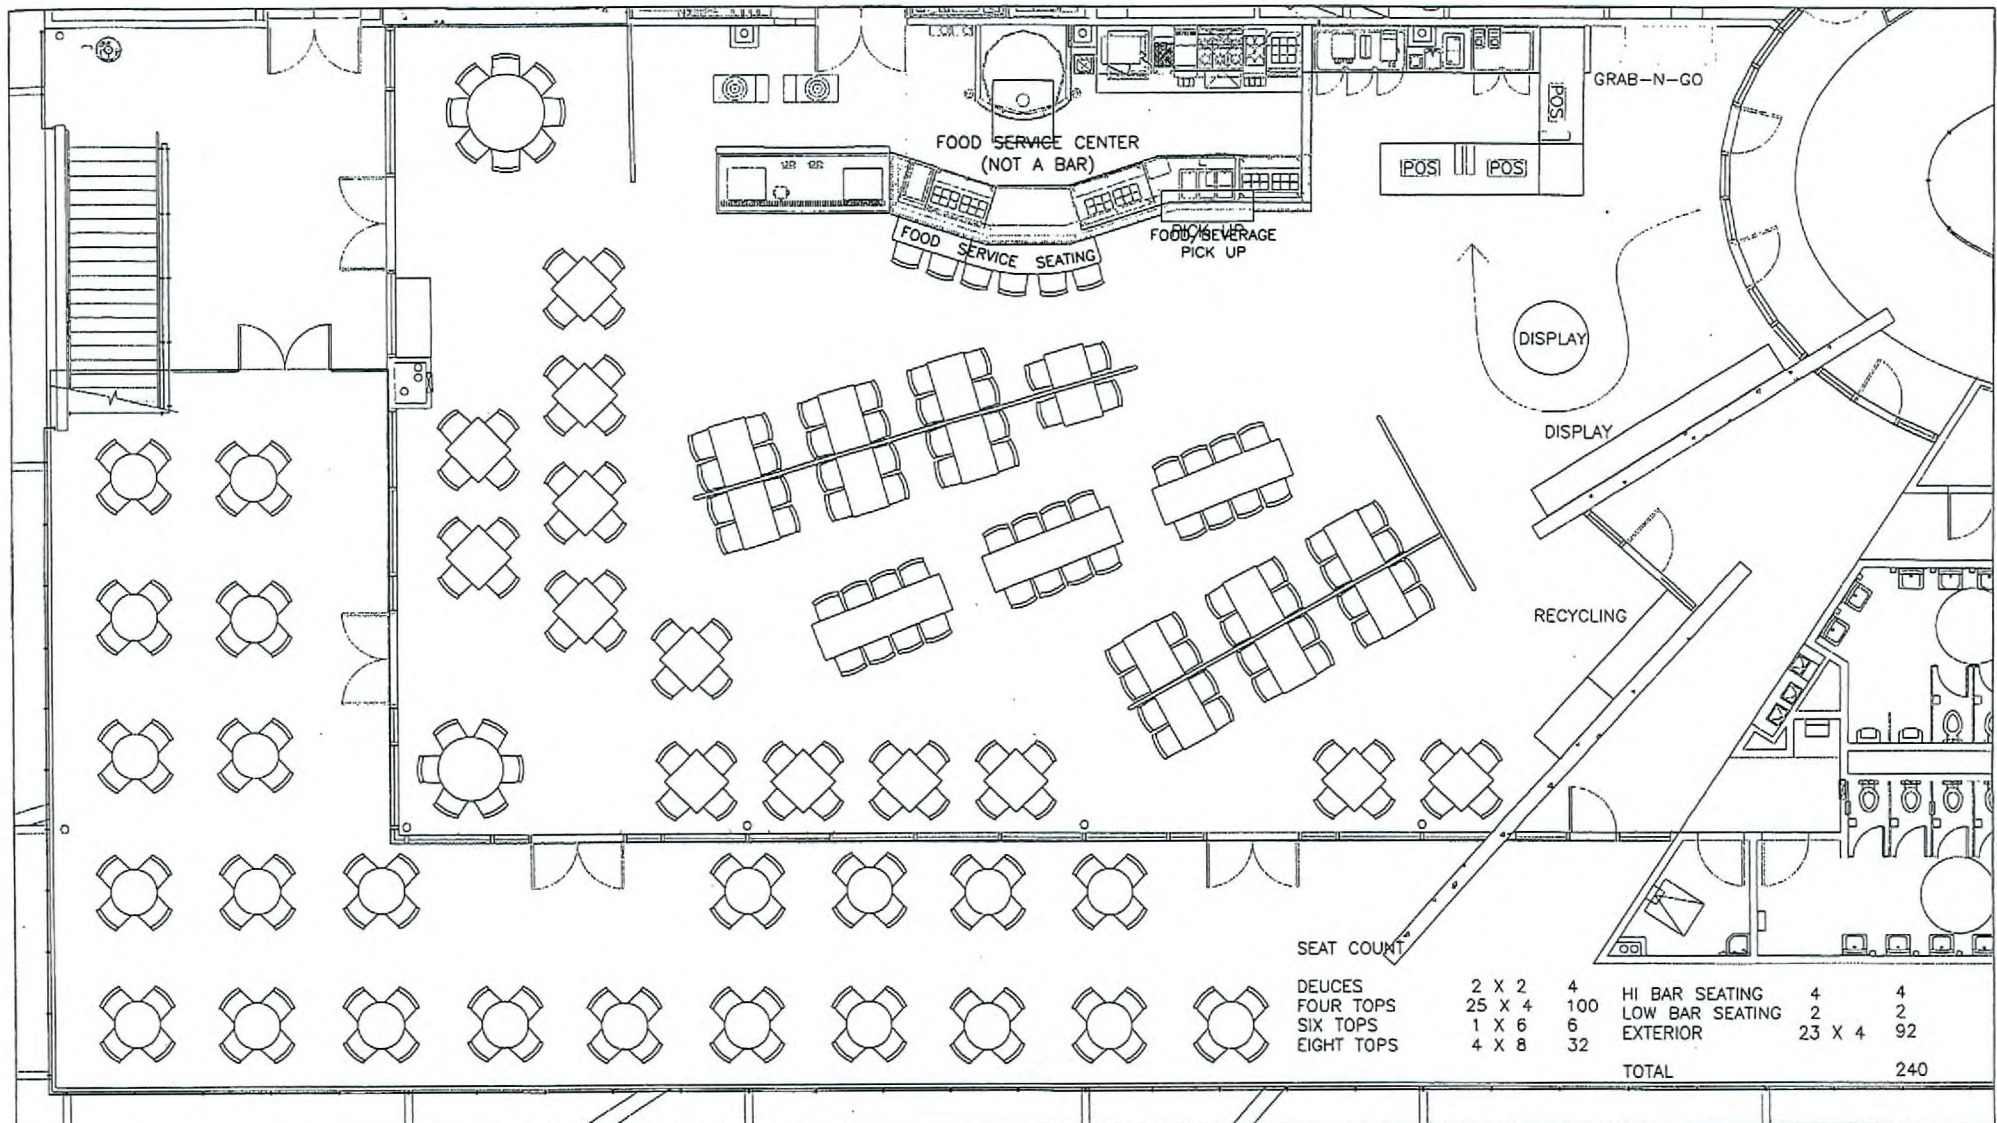 GRAB-N-GO
POS
FOOD SERVICE CENTER
(NOT A BAR)
POS
POS
FOOD SERVICE SEATING
PICK UP
FOOD/BEVERAGE
PICK UP
DISPLAY
DISPLAY
RECYCLING
SEAT COUNT
DEUCES 2 X 2 4
FOUR TOPS 25 X 4 100
SIX TOPS 1 X 6 6
EIGHT TOPS 4 X 8 32
HI BAR SEATING 4 4
LOW BAR SEATING 2 2
EXTERIOR 23 X 4 92
TOTAL 240